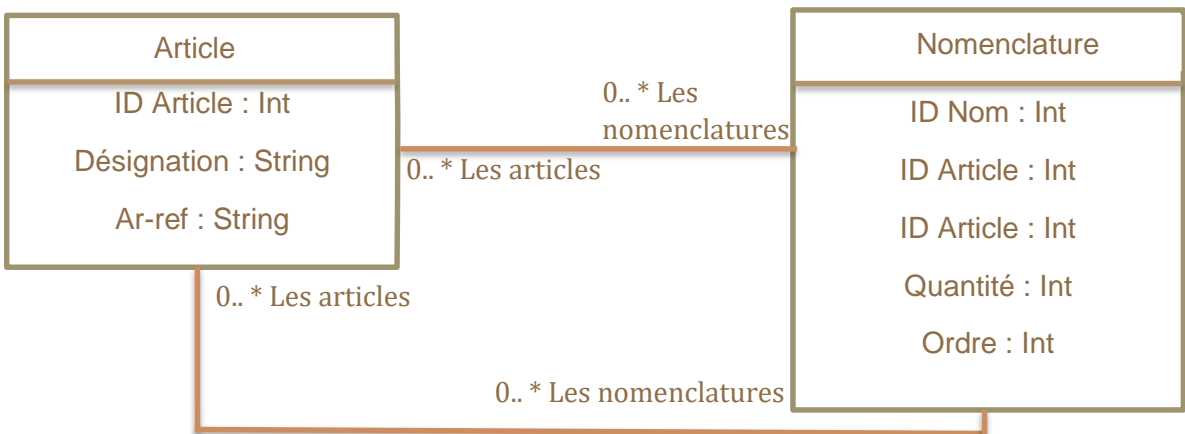 Article
ID Article : Int
Désignation : String
Ar-ref : String
0.. * Les
nomenclatures
0.. * Les articles
Nomenclature
ID Nom : Int
ID Article : Int
ID Article : Int
Quantité : Int
Ordre : Int
0.. * Les articles
0.. * Les nomenclatures